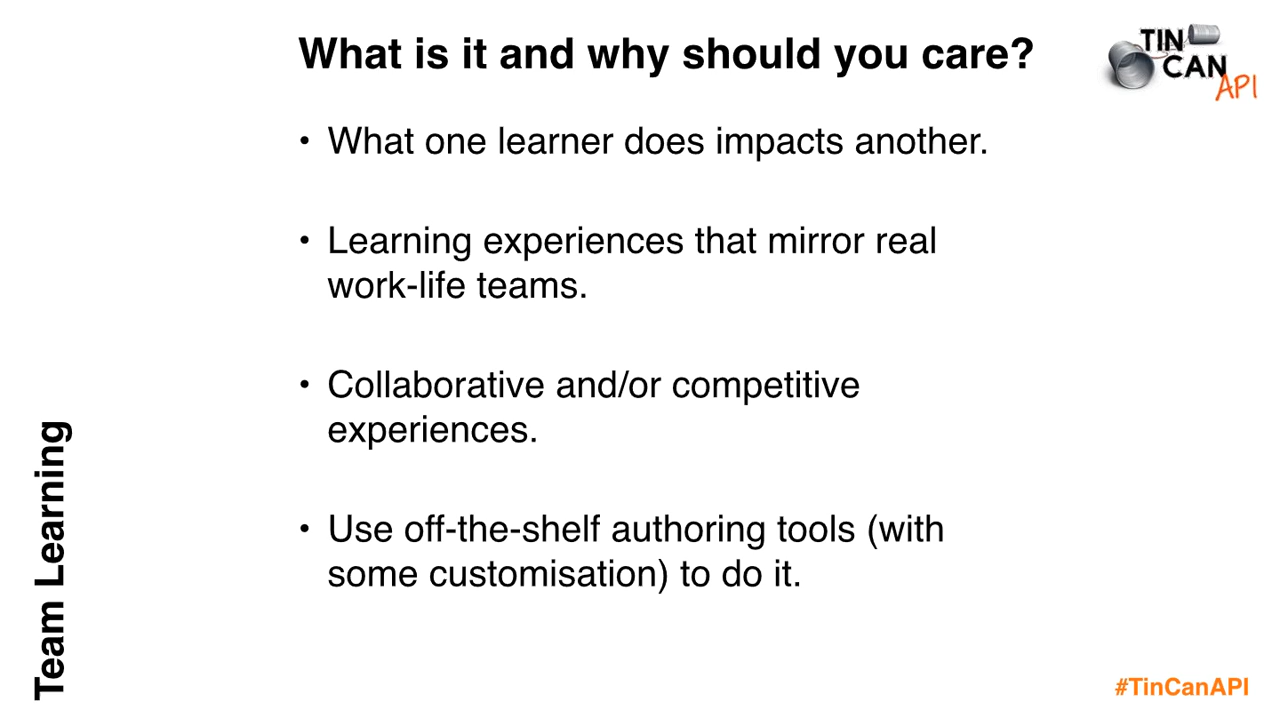 What is it and why should you care?
TIN
CAN
API
• What one learner does impacts another.
• Learning experiences that mirror real
work-life teams.
• Collaborative and/or competitive
experiences.
• Use off-the-shelf authoring tools (with
some customisation) to do it.
Team Learning
#TinCanAPI